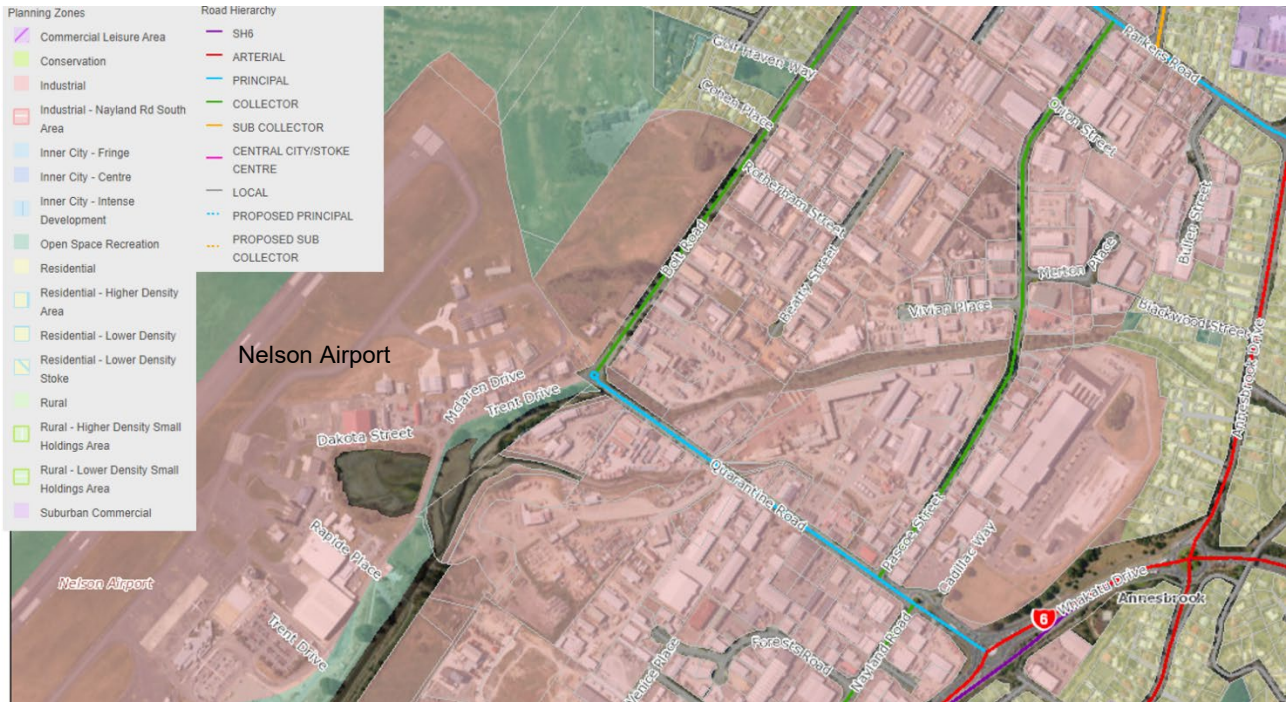 Planning Zones
Commercial Leisure Area
Conservation
Industrial
Industrial - Nayland Rd South
Area
Inner City - Fringe
Inner City - Centre
Inner City - Intense
Development
Open Space Recreation
Residential
Residential - Higher Density
Area
Residential - Lower Density
Residential - Lower Density
Stoke
Rural
Rural - Higher Density Small
Holdings Area
Rural - Lower Density Small
Holdings Area
Suburban Commercial
Road Hierarchy
SH6
ARTERIAL
PRINCIPAL
COLLECTOR
SUB COLLECTOR
CENTRAL CITY/STOKE
CENTRE
LOCAL
PROPOSED PRINCIPAL
PROPOSED SUB
COLLECTOR
Golf Haven Way
Cohen Place
Parkers Road
Orton Street
Rotherham Street
Bolt Road
Beatty Street
Bullen Street
Merton Place
Vivian Place
Blackwood Street
Annesbrook Drive
Nelson Airport
Mclaren Drive
Trent Drive
Dakota Street
Quarantine Road
Pascoe Street
Cadillac Way
Rapide Place
Nelson Airport
Whakatu Drive
6
Annesbrook
Trent Drive
Forests Road
Nayland Road
Venice Place